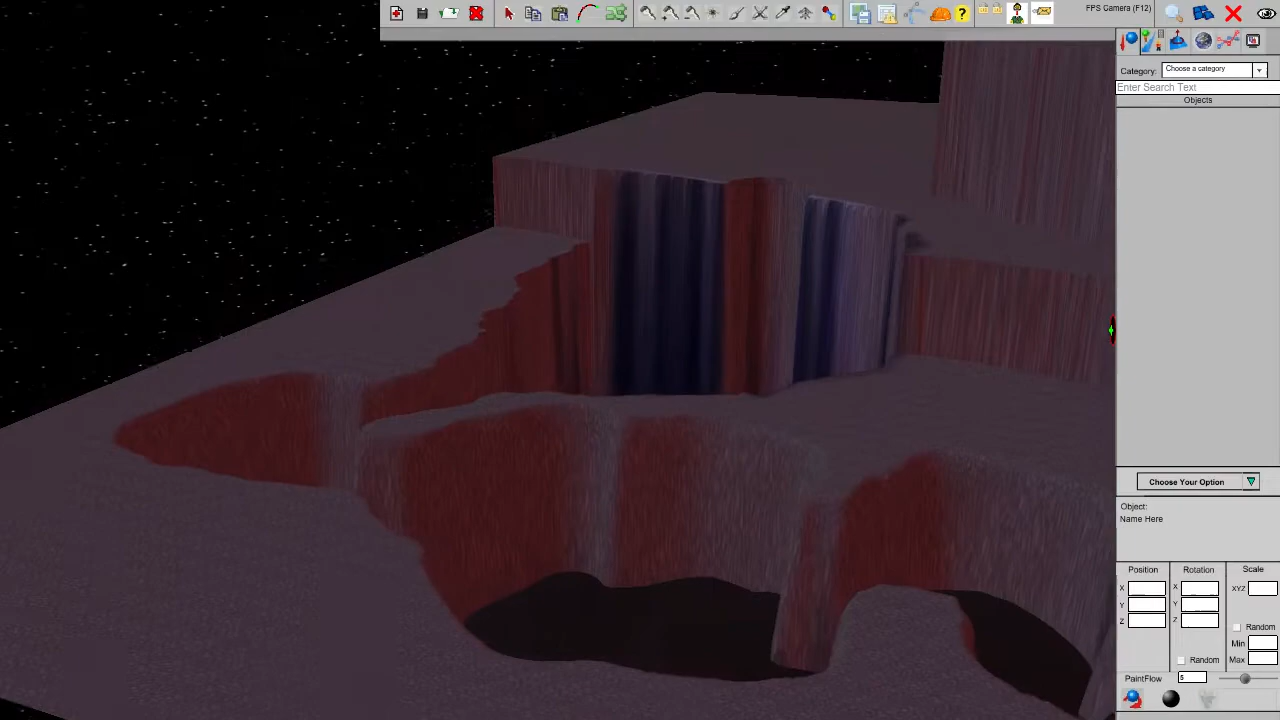 FPS Camera (F12)
Category: Choose a category
Enter Search Text
Objects
Choose Your Option
Object:
Name Here
Position Rotation Scale
X X XYZ
Y Y
Z Z Random
Min
Random Max
PaintFlow 5